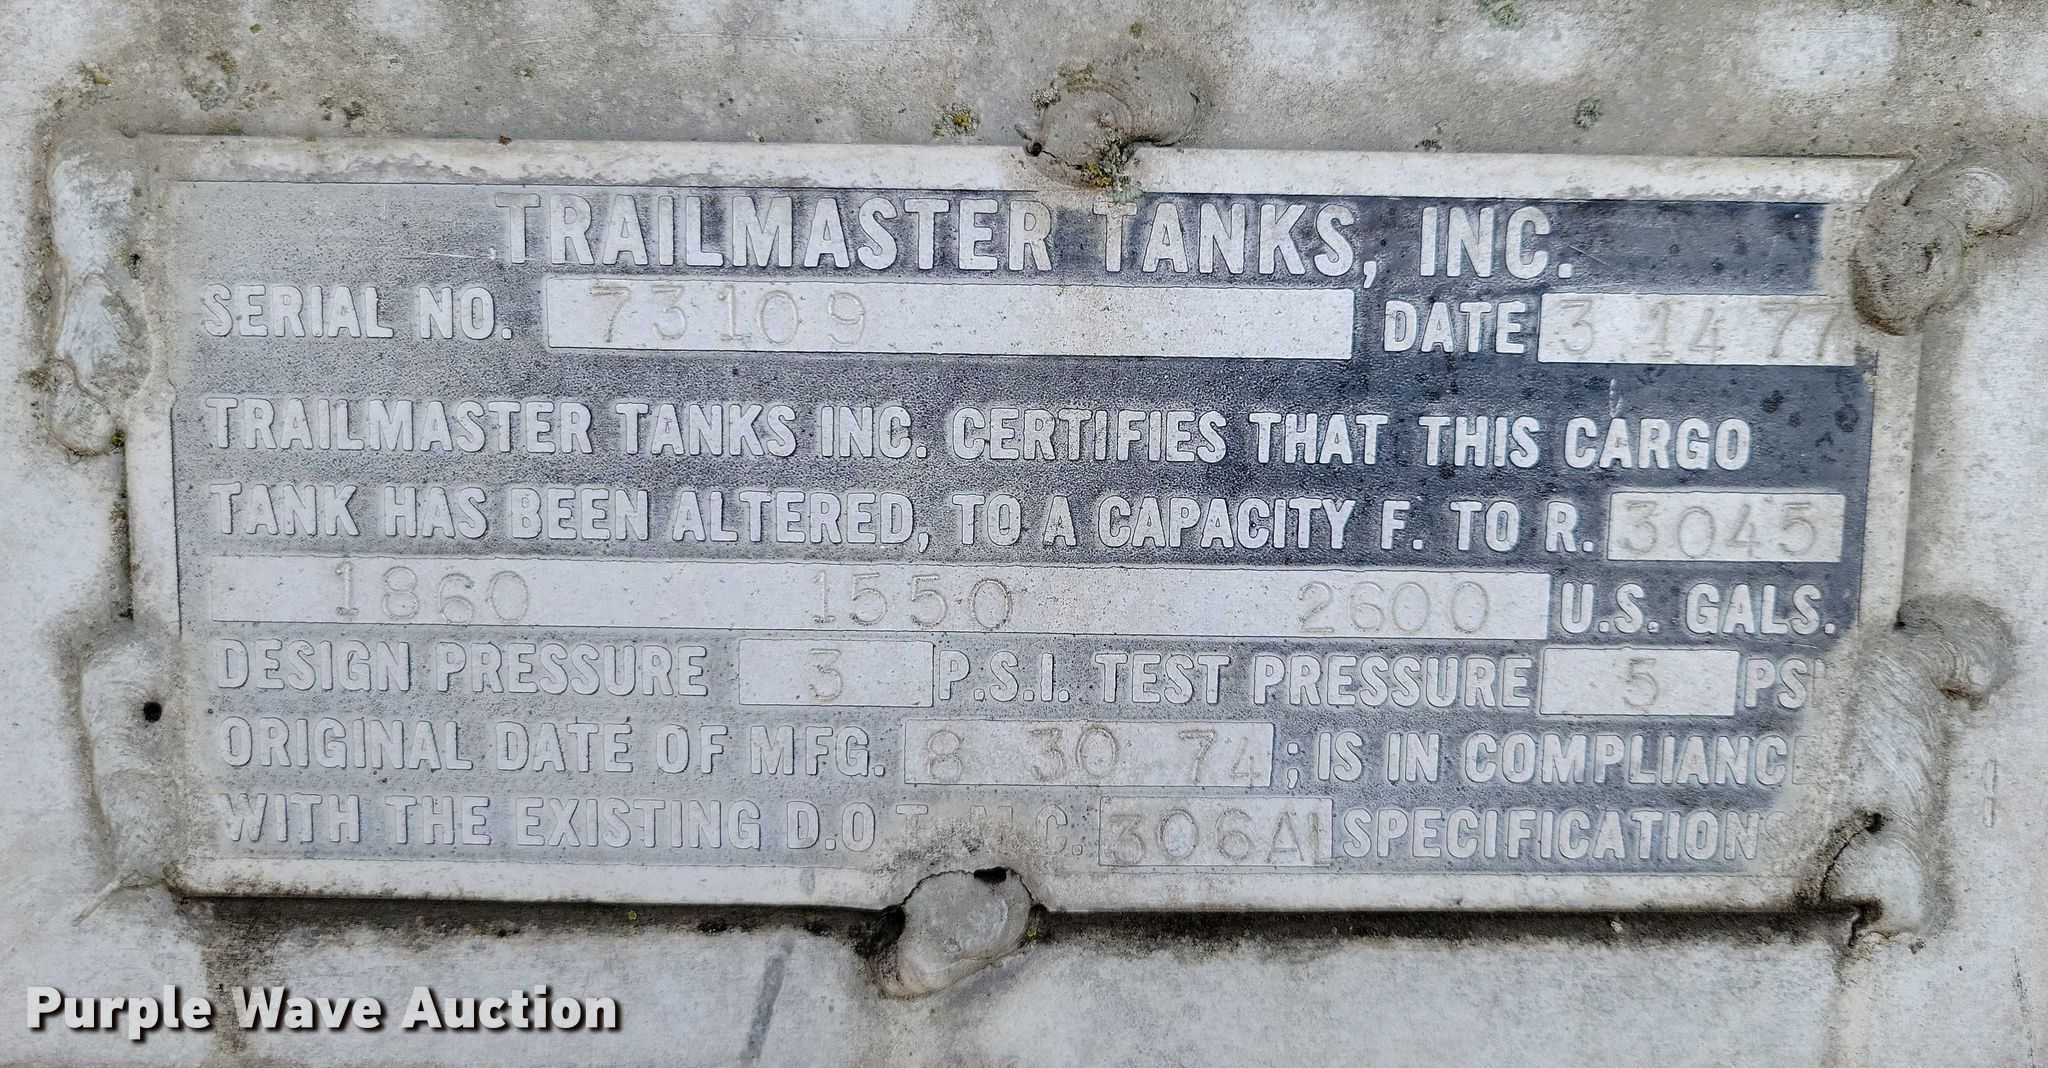 TRAILMASTER TANKS, INC.
SERIAL NO. 73109 DATE 3 14 77
TRAILMASTER TANKS INC. CERTIFIES THAT THIS CARGO
TANK HAS BEEN ALTERED, TO A CAPACITY F. TO R. 3045
1860 1550 2600 U.S. GALS.
DESIGN PRESSURE 3 P.S.I. TEST PRESSURE 5 PSI
ORIGINAL DATE OF MFG. 8 30 74 ; IS IN COMPLIANCE
WITH THE EXISTING D.O.T. M.C. 306AL SPECIFICATIONS
Purple Wave Auction